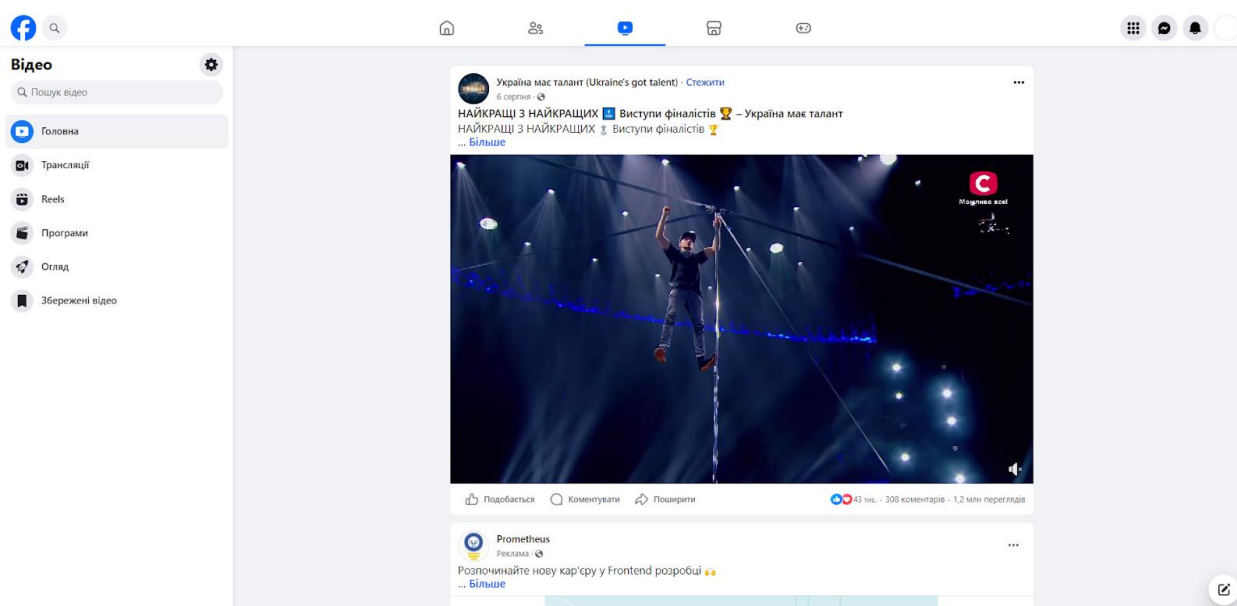 Відео
Пошук відео
Головна
Трансляції
Reels
Програми
Огляд
Збережені відео
Україна має талант (Ukraine's got talent) · Стежити
6 серпня ·
НАЙКРАЩІ З НАЙКРАЩИХ 🔝 Виступи фіналістів 🏆 – Україна має талант
НАЙКРАЩІ З НАЙКРАЩИХ 🔝 Виступи фіналістів 🏆
... Більше
С
Можливо все!
Подобається Коментувати Поширити 43 тис. · 308 коментарів · 1,2 млн переглядів
Prometheus
Реклама ·
Розпочинайте нову кар'єру у Frontend розробці 🙌
... Більше